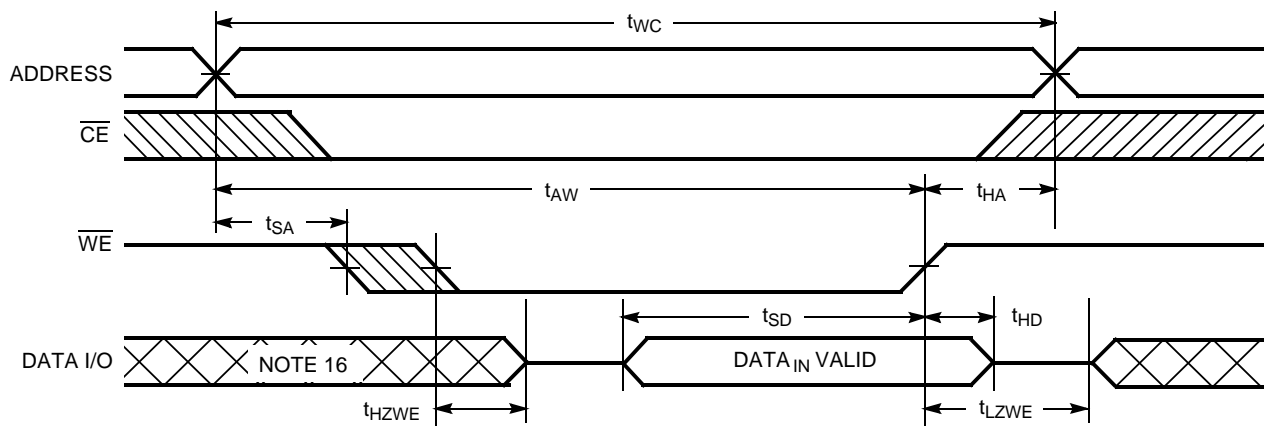 tWC
ADDRESS
CE
tAW
tHA
tSA
WE
tSD
tHD
DATA I/O
NOTE 16
DATAIN VALID
tHZWE
tLZWE